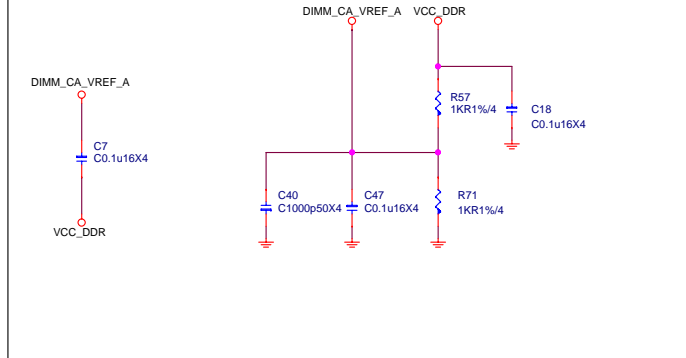 DIMM_CA_VREF_A VCC_DDR
DIMM_CA_VREF_A
R57
1KR1%/4
C18
C0.1u16X4
C7
C0.1u16X4
C40
C1000p50X4
C47
C0.1u16X4
R71
1KR1%/4
VCC_DDR